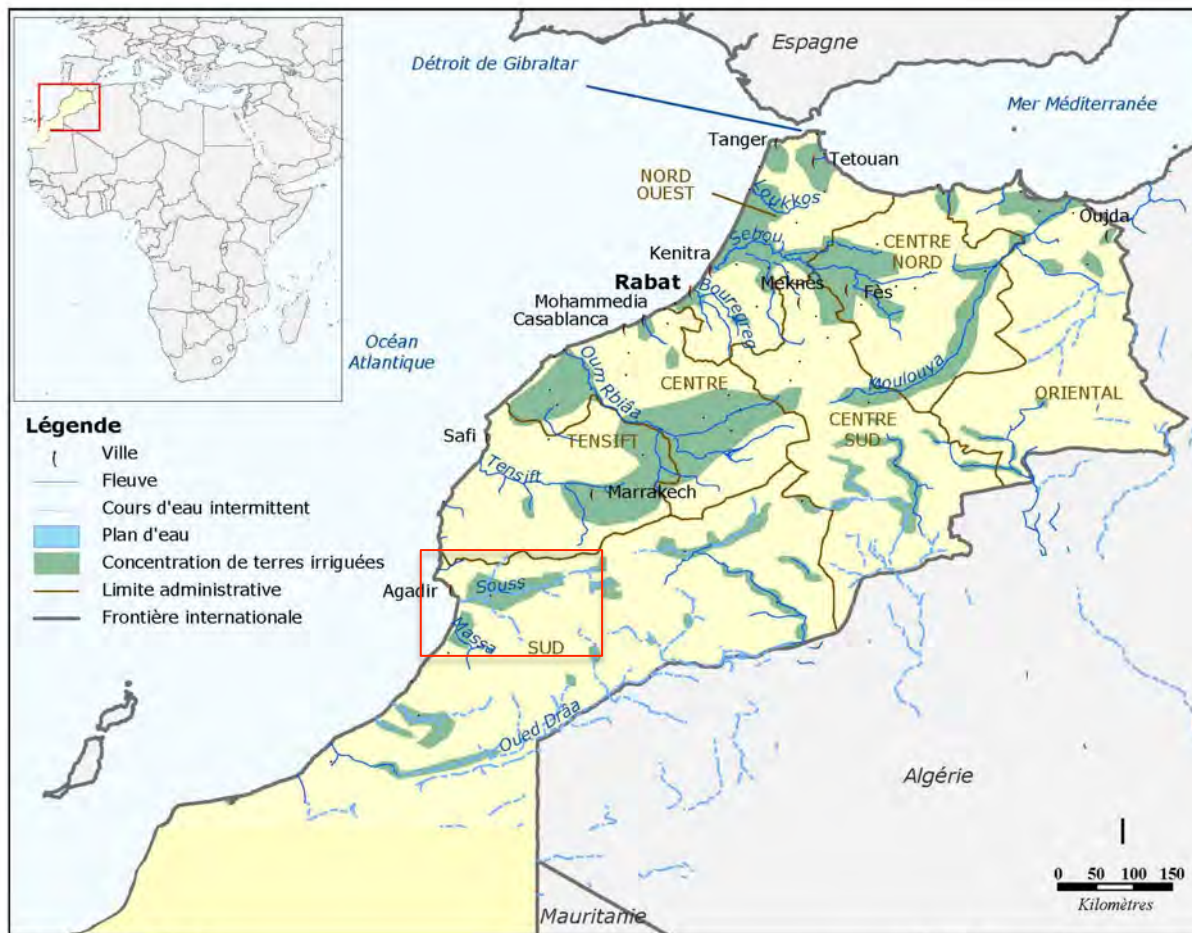 Espagne
Détroit de Gibraltar
Mer Méditerranée
Tanger
Tetouan
NORD
OUEST
Loukkos
Oujda
Sebou
CENTRE
NORD
Kenitra
Rabat
Bouregreg
Meknès
Fès
Mohammedia
Casablanca
Océan
Atlantique
Oum Rbiâa
CENTRE
Moulouya
ORIENTAL
Légende
Ville
Fleuve
Cours d'eau intermittent
Plan d'eau
Concentration de terres irriguées
Limite administrative
Frontière internationale
Safi
TENSIFT
CENTRE
SUD
Tensift
Marrakech
Agadir
Souss
Massa
SUD
Oued Drâa
Algérie
Mauritanie
0 50 100 150
Kilomètres